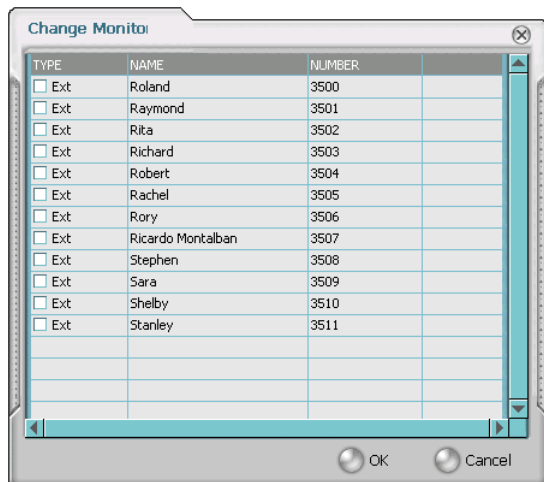 Change Monitor
TYPE NAME NUMBER
Ext Roland 3500
Ext Raymond 3501
Ext Rita 3502
Ext Richard 3503
Ext Robert 3504
Ext Rachel 3505
Ext Rory 3506
Ext Ricardo Montalban 3507
Ext Stephen 3508
Ext Sara 3509
Ext Shelby 3510
Ext Stanley 3511
OK Cancel